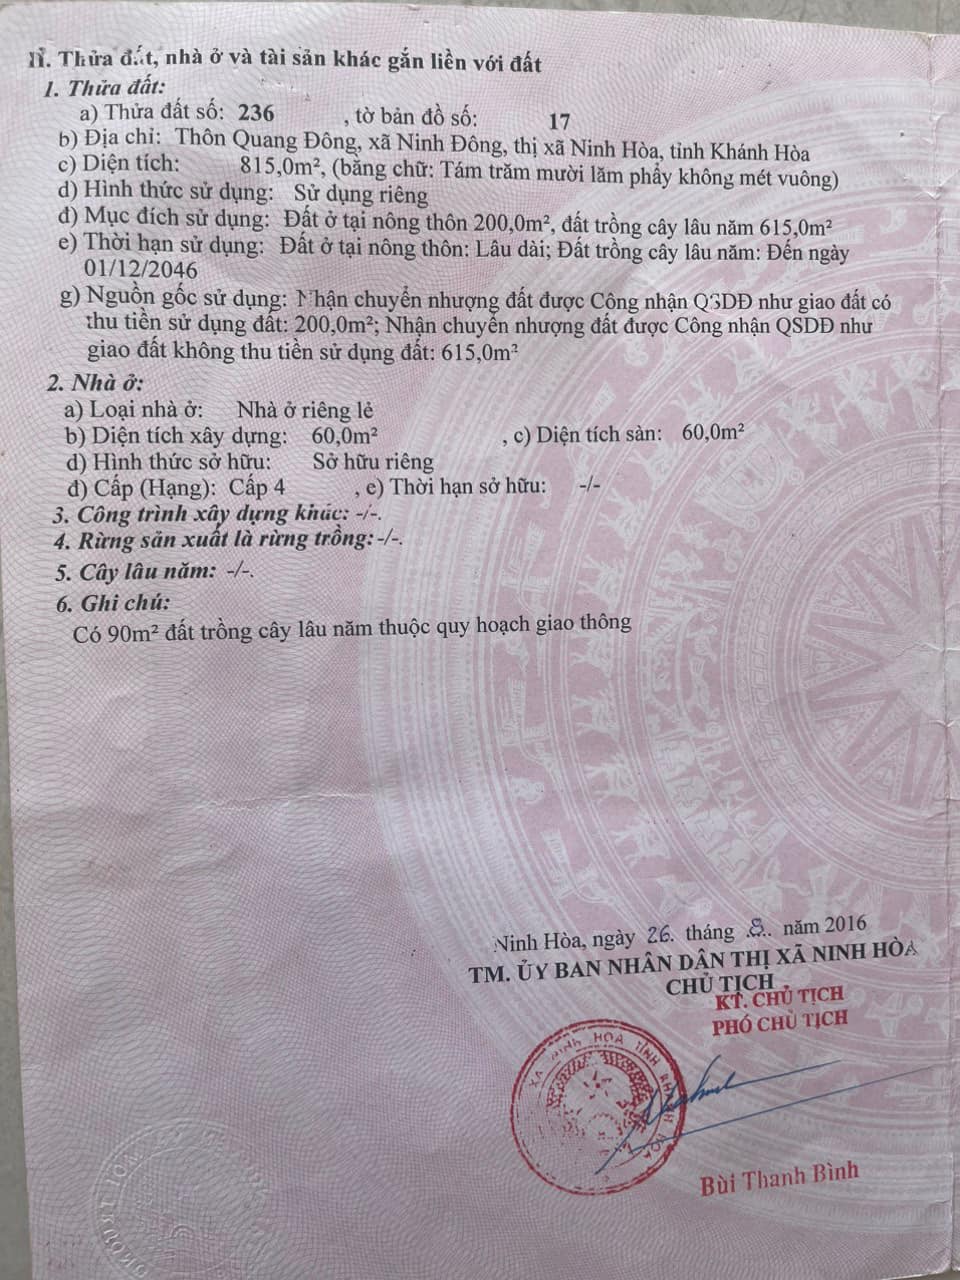 II. Thửa đất, nhà ở và tài sản khác gắn liền với đất
1. Thửa đất:
a) Thửa đất số: 236 , tờ bản đồ số: 17
b) Địa chỉ: Thôn Quang Đông, xã Ninh Đông, thị xã Ninh Hòa, tỉnh Khánh Hòa
c) Diện tích: 815,0m², (bằng chữ: Tám trăm mười lăm phẩy không mét vuông)
d) Hình thức sử dụng: Sử dụng riêng
đ) Mục đích sử dụng: Đất ở tại nông thôn 200,0m², đất trồng cây lâu năm 615,0m²
e) Thời hạn sử dụng: Đất ở tại nông thôn: Lâu dài; Đất trồng cây lâu năm: Đến ngày
01/12/2046
g) Nguồn gốc sử dụng: Nhận chuyển nhượng đất được Công nhận QSDĐ như giao đất có
thu tiền sử dụng đất: 200,0m²; Nhận chuyển nhượng đất được Công nhận QSDĐ như
giao đất không thu tiền sử dụng đất: 615,0m²
2. Nhà ở:
a) Loại nhà ở: Nhà ở riêng lẻ
b) Diện tích xây dựng: 60,0m² , c) Diện tích sàn: 60,0m²
d) Hình thức sở hữu: Sở hữu riêng
đ) Cấp (Hạng): Cấp 4 , e) Thời hạn sở hữu: -/-
3. Công trình xây dựng khác: -/-.
4. Rừng sản xuất là rừng trồng: -/-.
5. Cây lâu năm: -/-.
6. Ghi chú:
Có 90m² đất trồng cây lâu năm thuộc quy hoạch giao thông
Ninh Hòa, ngày 26 tháng 8 năm 2016
TM. ỦY BAN NHÂN DÂN THỊ XÃ NINH HÒA
CHỦ TỊCH
KT. CHỦ TỊCH
PHÓ CHỦ TỊCH
XÃ NINH HÒA TỈNH KHÁNH HÒA
Bùi Thanh Bình